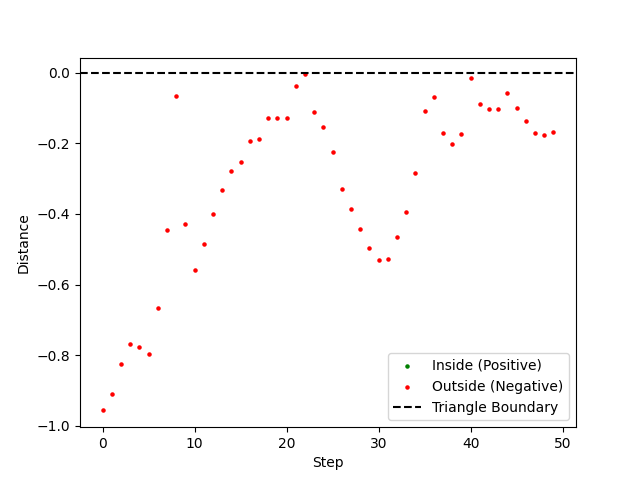 0.0
−0.2
−0.4
−0.6
−0.8
−1.0
Distance
0 10 20 30 40 50
Step
Inside (Positive)
Outside (Negative)
Triangle Boundary